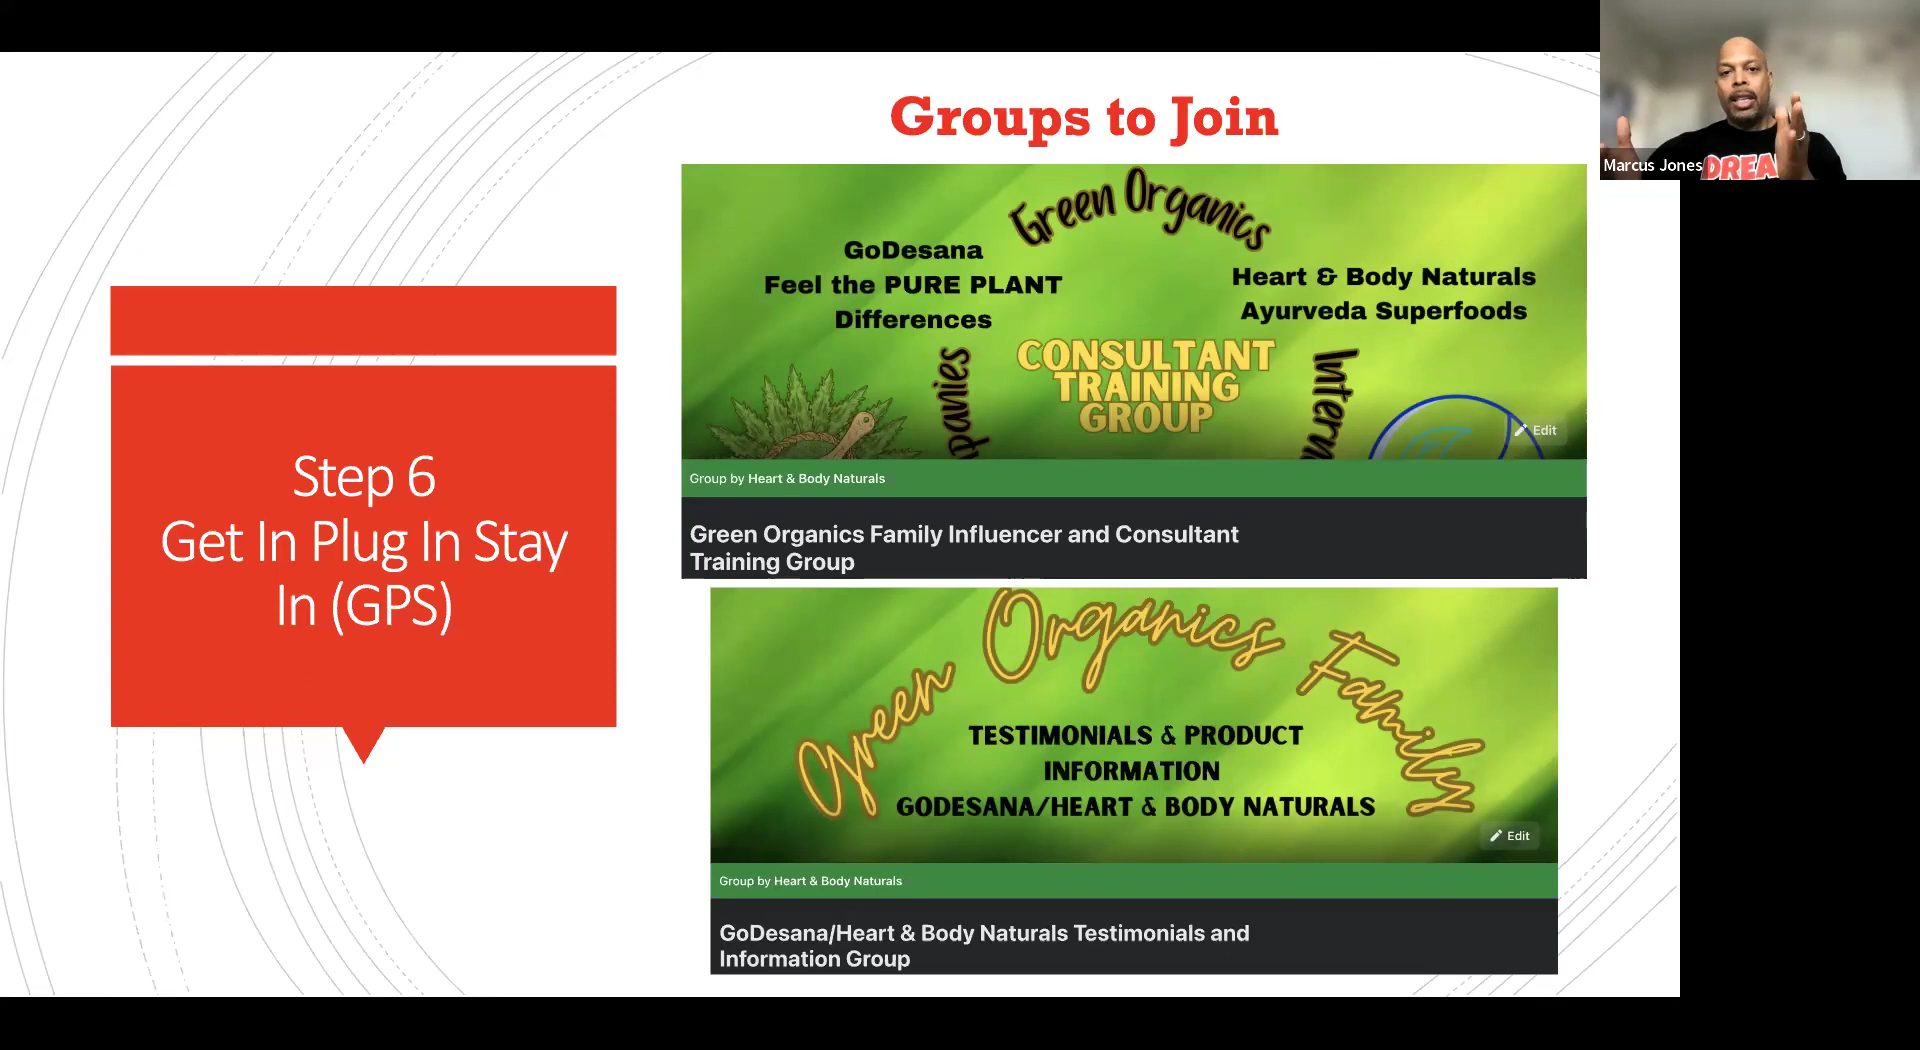 Groups to Join
Marcus Jones
DREA
Step 6
Get In Plug In Stay
In (GPS)
Green Organics
GoDesana
Feel the PURE PLANT
Differences
Heart & Body Naturals
Ayurveda Superfoods
CONSULTANT
TRAINING
GROUP
Edit
Group by Heart & Body Naturals
Green Organics Family Influencer and Consultant
Training Group
Green Organics Family
TESTIMONIALS & PRODUCT
INFORMATION
GODESANA/HEART & BODY NATURALS
Edit
Group by Heart & Body Naturals
GoDesana/Heart & Body Naturals Testimonials and
Information Group